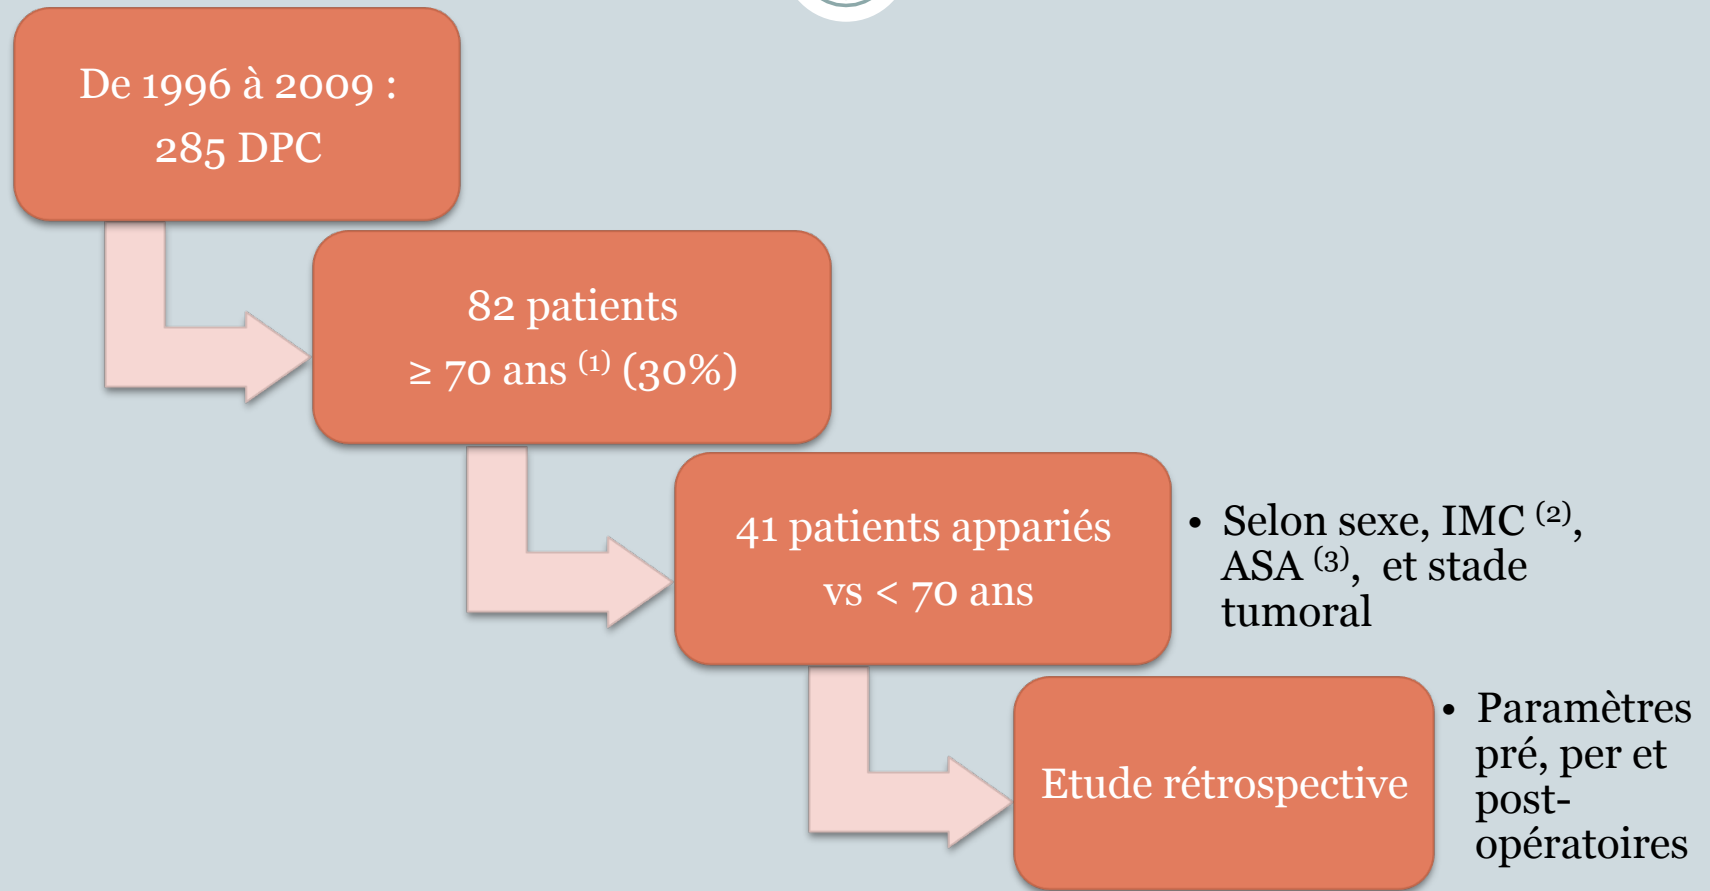 De 1996 à 2009 :
285 DPC
82 patients
≥ 70 ans (1) (30%)
41 patients appariés
vs < 70 ans
• Selon sexe, IMC (2),
ASA (3), et stade
tumoral
Etude rétrospective
• Paramètres
pré, per et
post-
opératoires